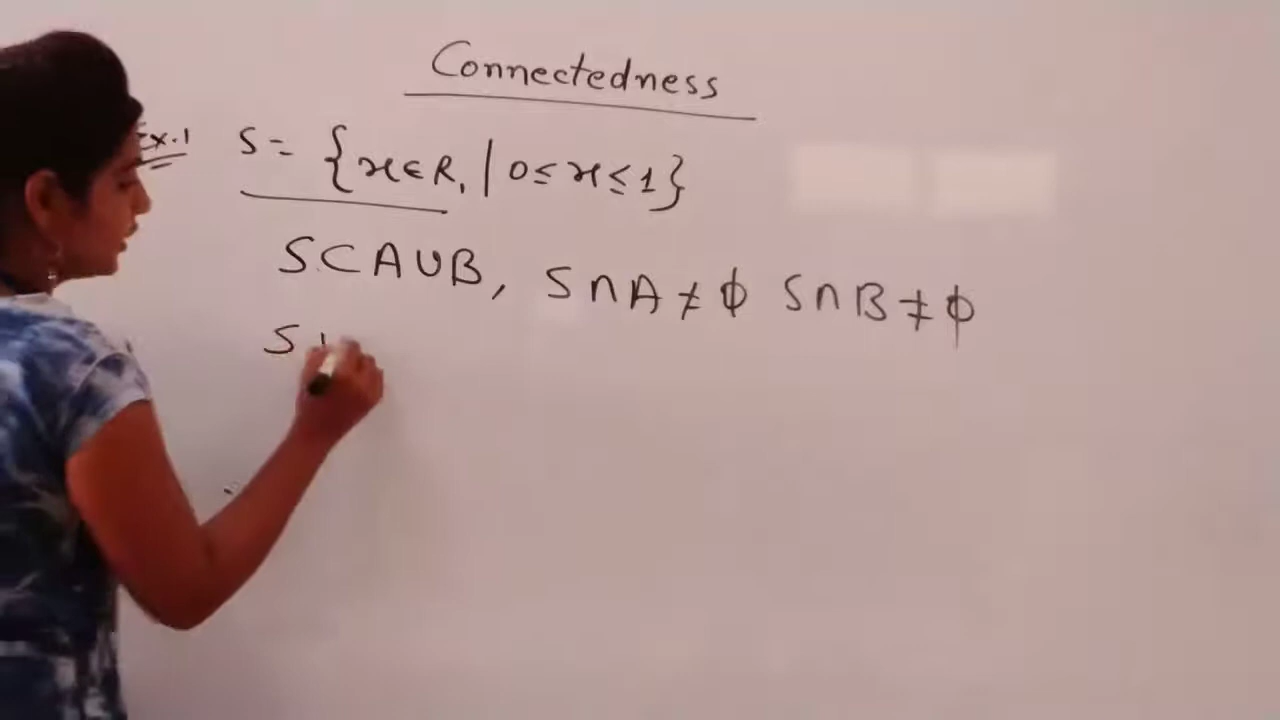 Connectedness
Ex.1 S = {x∈R, | 0≤x≤1}
S⊂A∪B, S∩A≠ϕ S∩B≠ϕ
S